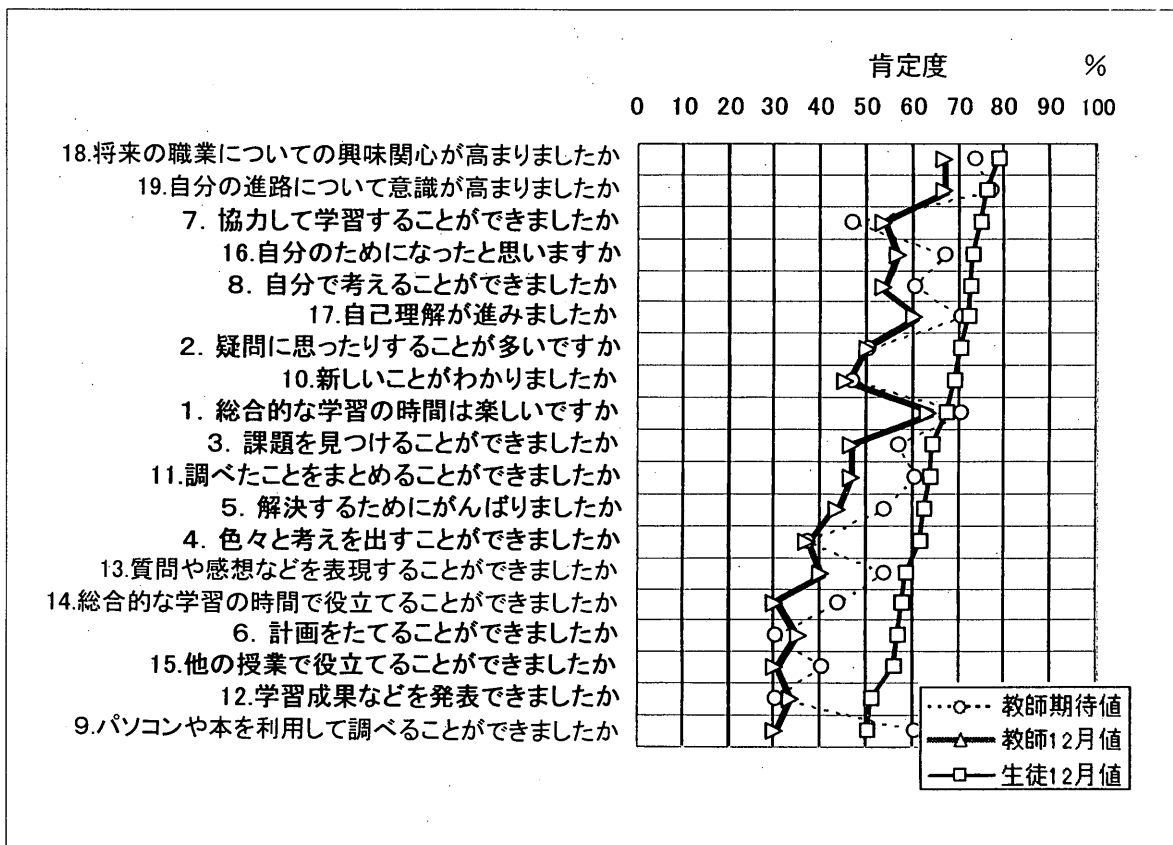 肯定度 %
0 10 20 30 40 50 60 70 80 90 100
18.将来の職業についての興味関心が高まりましたか
19.自分の進路について意識が高まりましたか
7. 協力して学習することができましたか
16.自分のためになったと思いますか
8. 自分で考えることができましたか
17.自己理解が進みましたか
2. 疑問に思ったりすることが多いですか
10.新しいことがわかりましたか
1. 総合的な学習の時間は楽しいですか
3. 課題を見つけることができましたか
11.調べたことをまとめることができましたか
5. 解決するためにがんばりましたか
4. 色々と考えを出すことができましたか
13.質問や感想などを表現することができましたか
14.総合的な学習の時間で役立てることができましたか
6. 計画をたてることができましたか
15.他の授業で役立てることができましたか
12.学習成果などを発表できましたか
9.パソコンや本を利用して調べることができましたか
教師期待値
教師12月値
生徒12月値